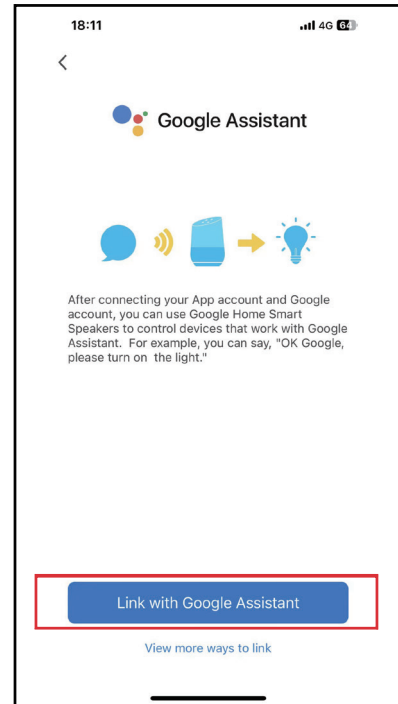 18:11
4G 64
Google Assistant
After connecting your App account and Google
account, you can use Google Home Smart
Speakers to control devices that work with Google
Assistant. For example, you can say, "OK Google,
please turn on the light."
Link with Google Assistant
View more ways to link